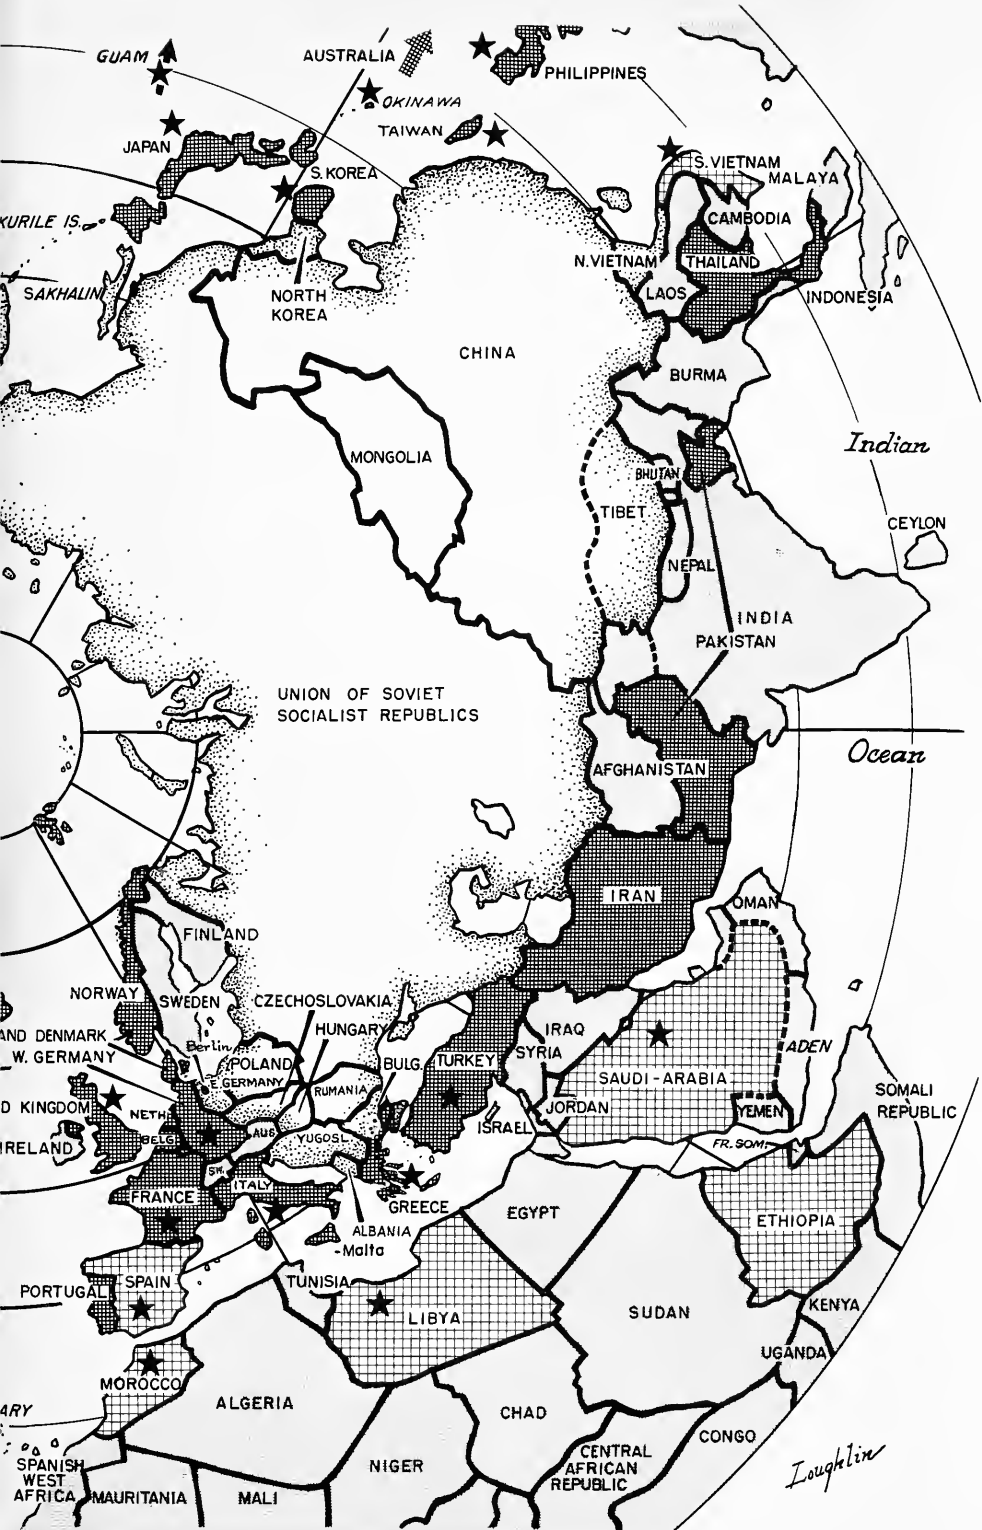 GUAM
AUSTRALIA
PHILIPPINES
OKINAWA
TAIWAN
JAPAN
S. KOREA
S. VIETNAM
MALAYA
CAMBODIA
KURILE IS.
N. VIETNAM
THAILAND
SAKHALIN
LAOS
INDONESIA
NORTH
KOREA
CHINA
BURMA
Indian
MONGOLIA
BHUTAN
TIBET
CEYLON
NEPAL
INDIA
PAKISTAN
UNION OF SOVIET
SOCIALIST REPUBLICS
Ocean
AFGHANISTAN
IRAN
OMAN
FINLAND
NORWAY
SWEDEN
CZECHOSLOVAKIA
HUNGARY
IRAQ
AND DENMARK
W. GERMANY
Berlin
POLAND
BULG.
TURKEY
SYRIA
ADEN
E. GERMANY
RUMANIA
SAUDI-ARABIA
SOMALI
REPUBLIC
D KINGDOM
NETH.
JORDAN
YEMEN
IRELAND
BELG.
AUS.
YUGOSL.
ISRAEL
FR. SOM.
SW.
ITALY
FRANCE
GREECE
EGYPT
ETHIOPIA
ALBANIA
-Malta
PORTUGAL
SPAIN
TUNISIA
LIBYA
SUDAN
KENYA
UGANDA
MOROCCO
ALGERIA
CHAD
ARY
CONGO
SPANISH
WEST
AFRICA
NIGER
CENTRAL
AFRICAN
REPUBLIC
MAURITANIA
MALI
Loughlin